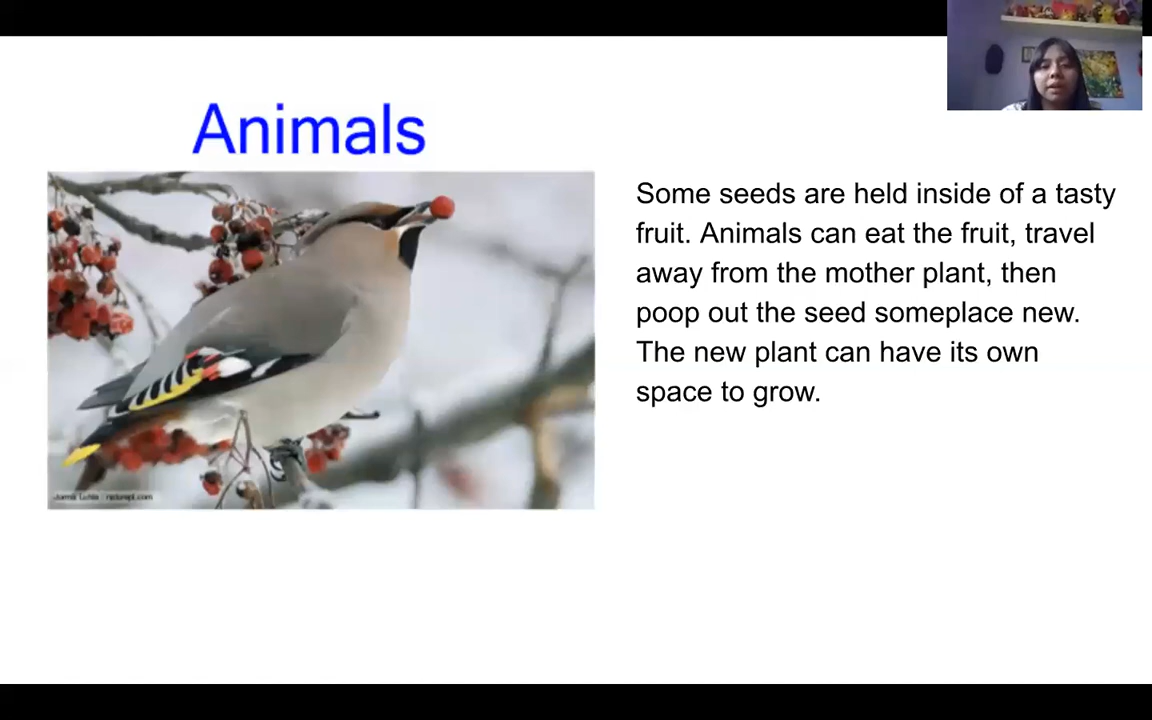 Animals
Some seeds are held inside of a tasty
fruit. Animals can eat the fruit, travel
away from the mother plant, then
poop out the seed someplace new.
The new plant can have its own
space to grow.